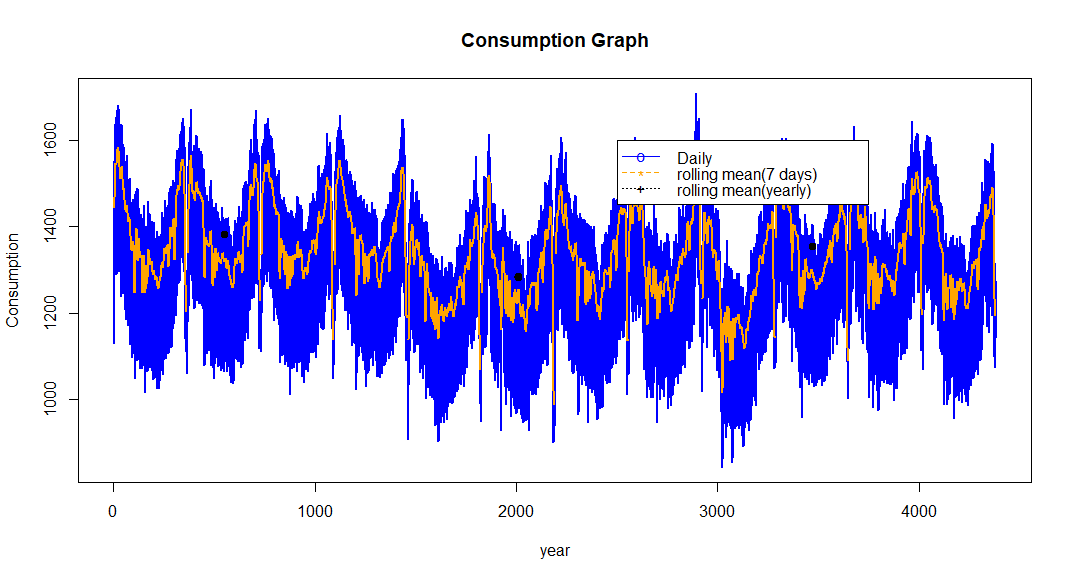 Consumption Graph
Consumption
1600
1400
1200
1000
Daily
rolling mean(7 days)
rolling mean(yearly)
0
1000
2000
3000
4000
year